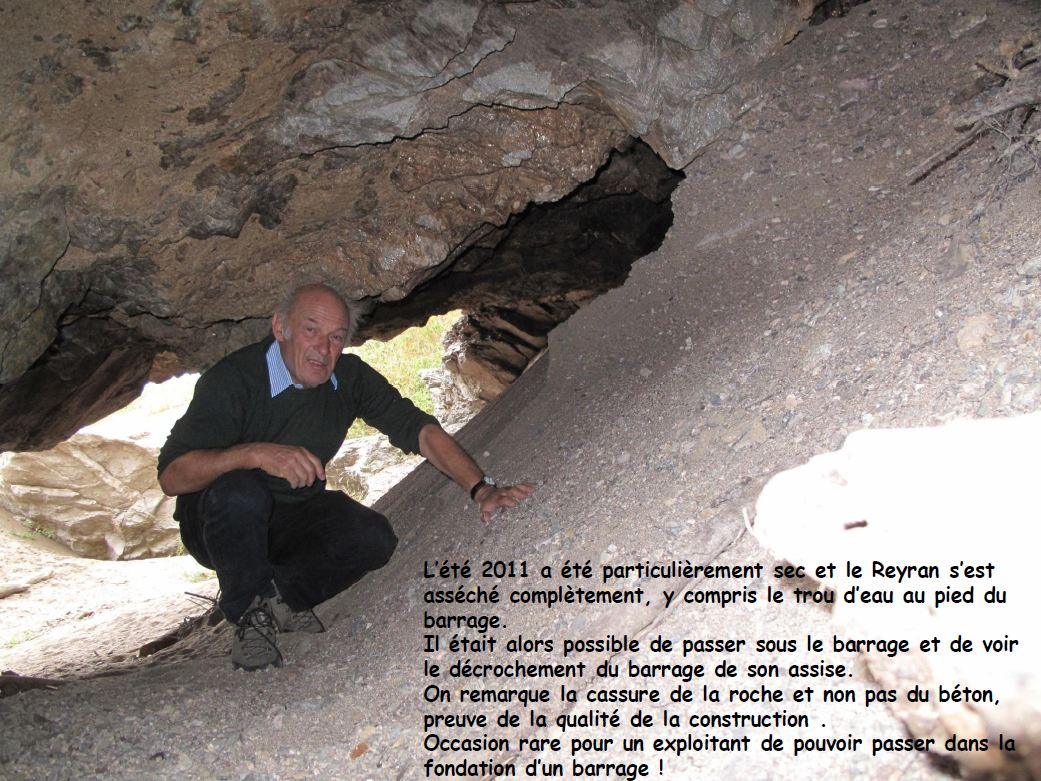 L'été 2011 a été particulièrement sec et le Reyran s'est
asséché complètement, y compris le trou d'eau au pied du
barrage.
Il était alors possible de passer sous le barrage et de voir
le décrochement du barrage de son assise.
On remarque la cassure de la roche et non pas du béton,
preuve de la qualité de la construction .
Occasion rare pour un exploitant de pouvoir passer dans la
fondation d'un barrage !